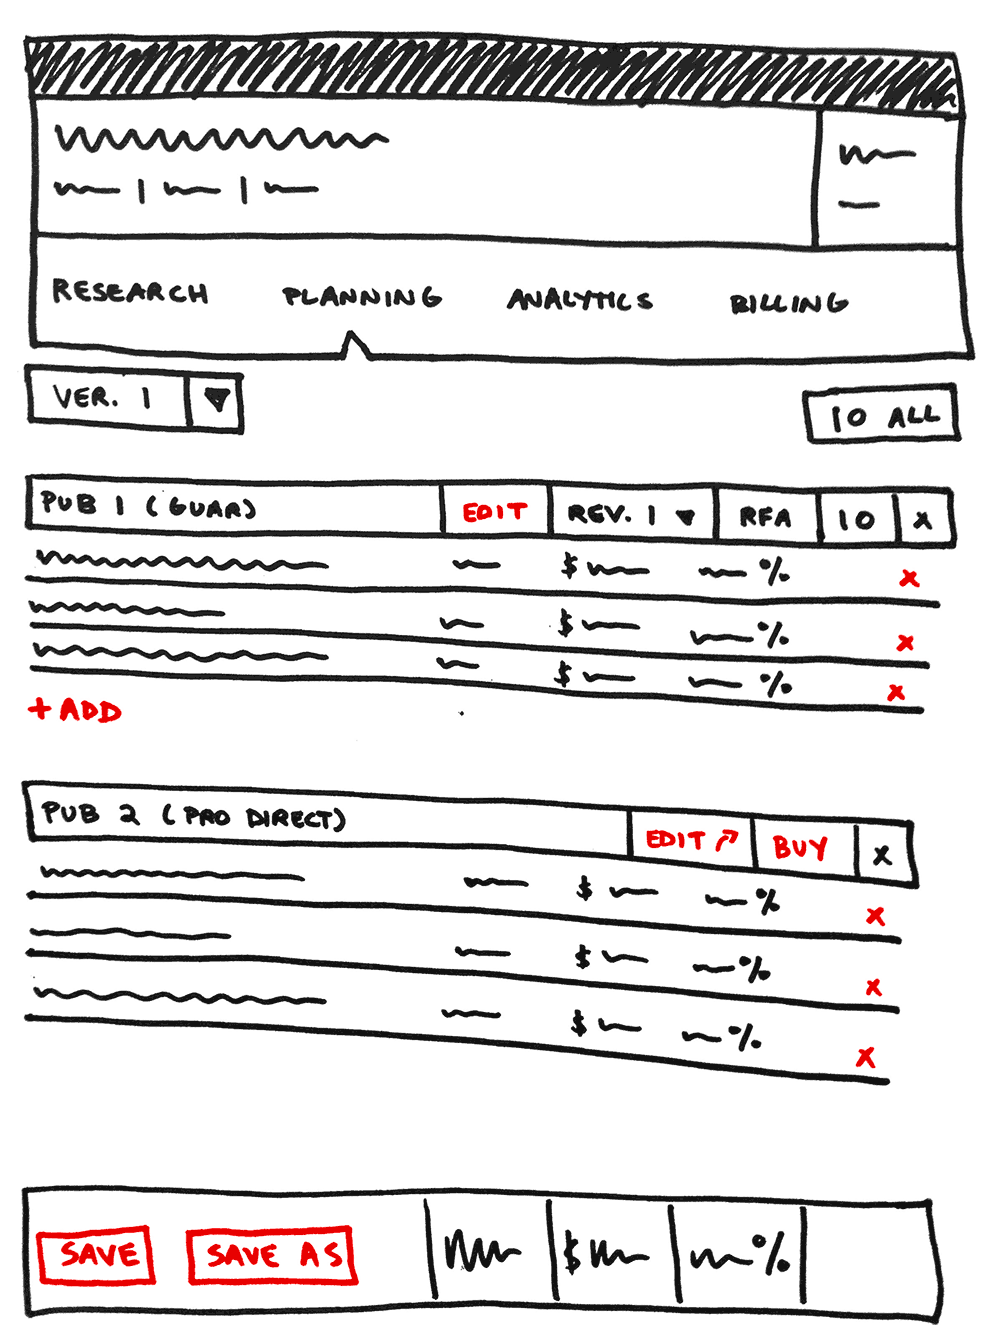 RESEARCH PLANNING ANALYTICS BILLING
VER. 1 ▼
IO ALL
PUB 1 (GUAR) EDIT REV. 1 ▼ RFA IO X
$ % X
$ % X
$ % X
+ ADD
PUB 2 (PRO DIRECT) EDIT ↗ BUY X
$ % X
$ % X
$ % X
SAVE SAVE AS $ %